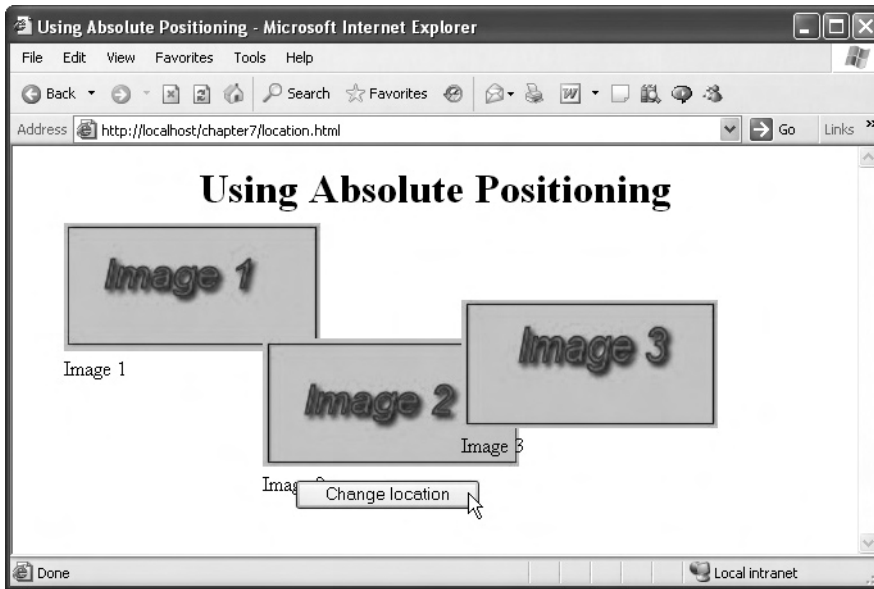 Using Absolute Positioning - Microsoft Internet Explorer
File Edit View Favorites Tools Help
Back Search Favorites W
Address http://localhost/chapter7/location.html Go Links »
Using Absolute Positioning
Image 1
Image 1
Image 3
Image 2
Image 3
Change location
Done Local intranet